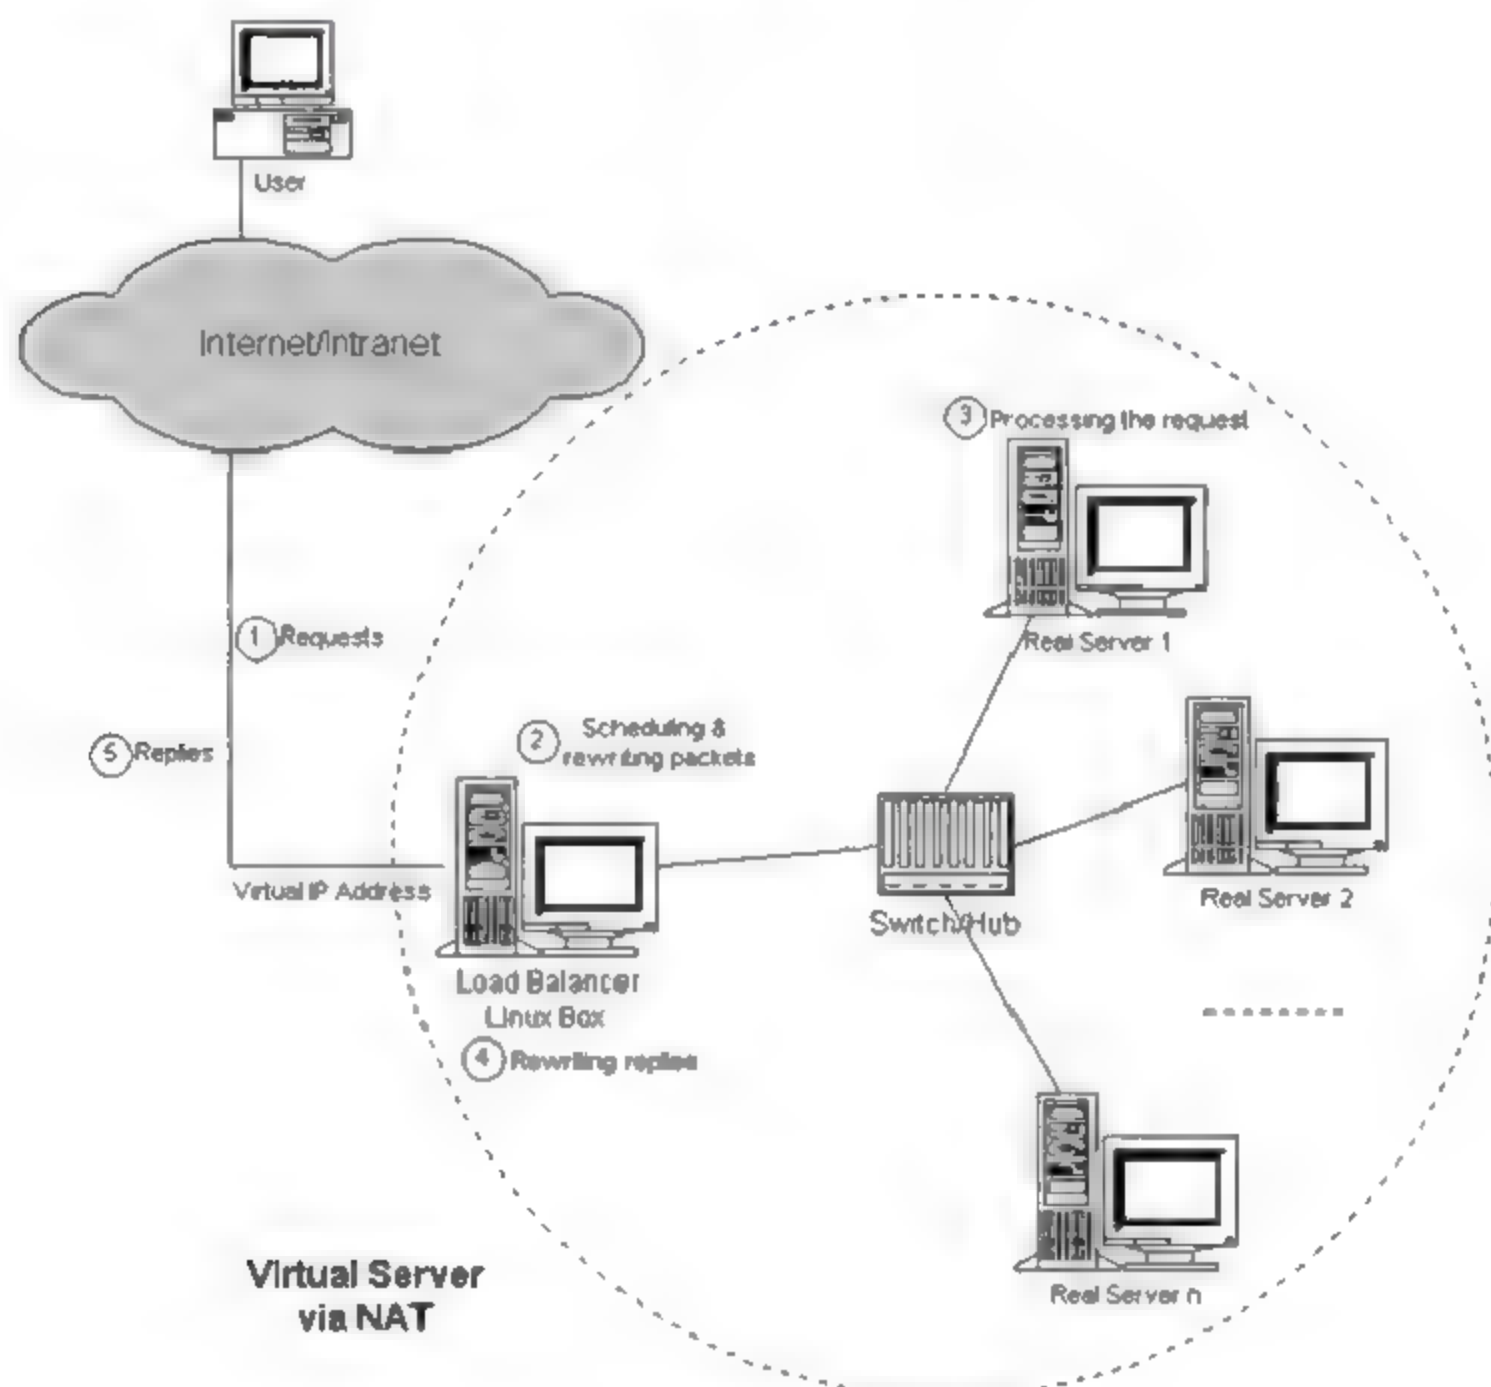 User
Internet/Intranet
3 Processing the request
Real Server 1
1 Requests
2 Scheduling &
rewriting packets
5 Replies
Real Server 2
Virtual IP Address
Switch/Hub
Load Balancer
Linux Box
4 Rewriting replies
Real Server n
Virtual Server
via NAT